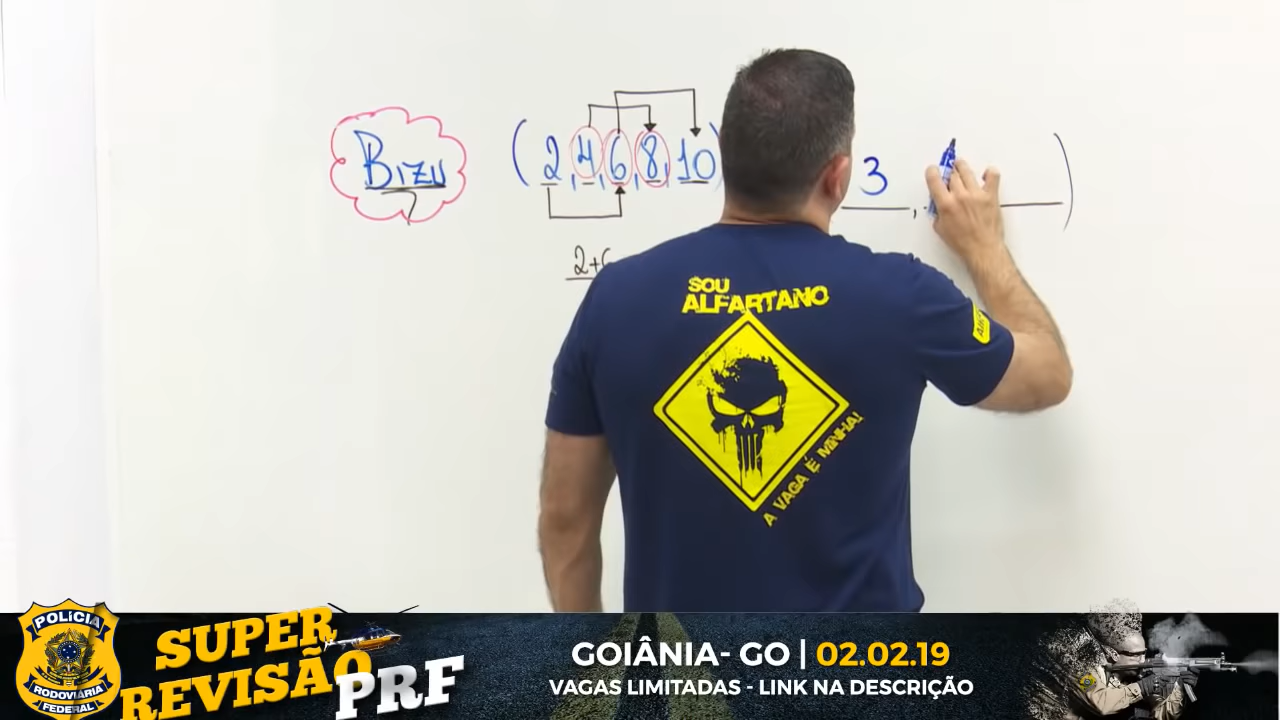 Bizu
(2, 4, 6, 8, 10)
3
,
)
2+6
SOU
ALFARTANO
A VAGA É MINHA!
POLÍCIA
RODOVIÁRIA
FEDERAL
SUPER
REVISÃO
PRF
GOIÂNIA- GO | 02.02.19
VAGAS LIMITADAS - LINK NA DESCRIÇÃO